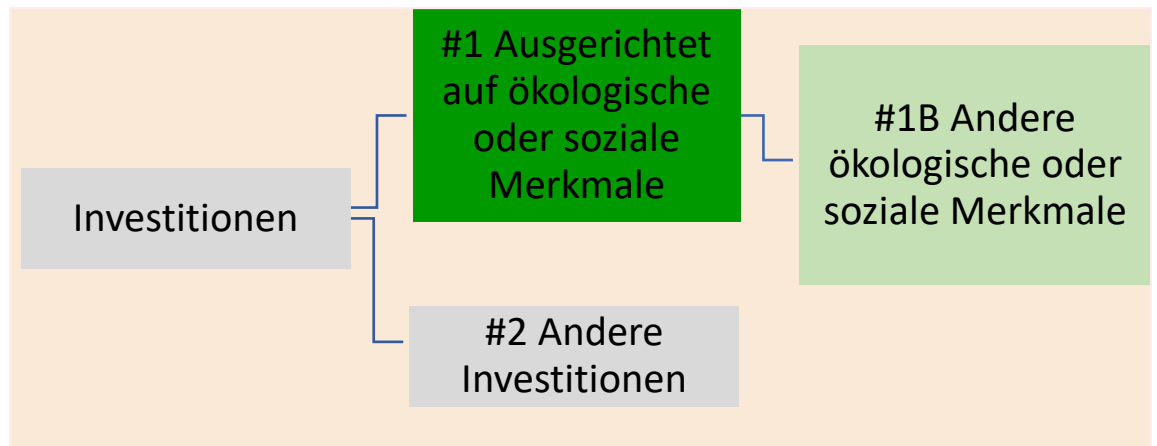 Investitionen
#1 Ausgerichtet
auf ökologische
oder soziale
Merkmale
#1B Andere
ökologische oder
soziale Merkmale
#2 Andere
Investitionen